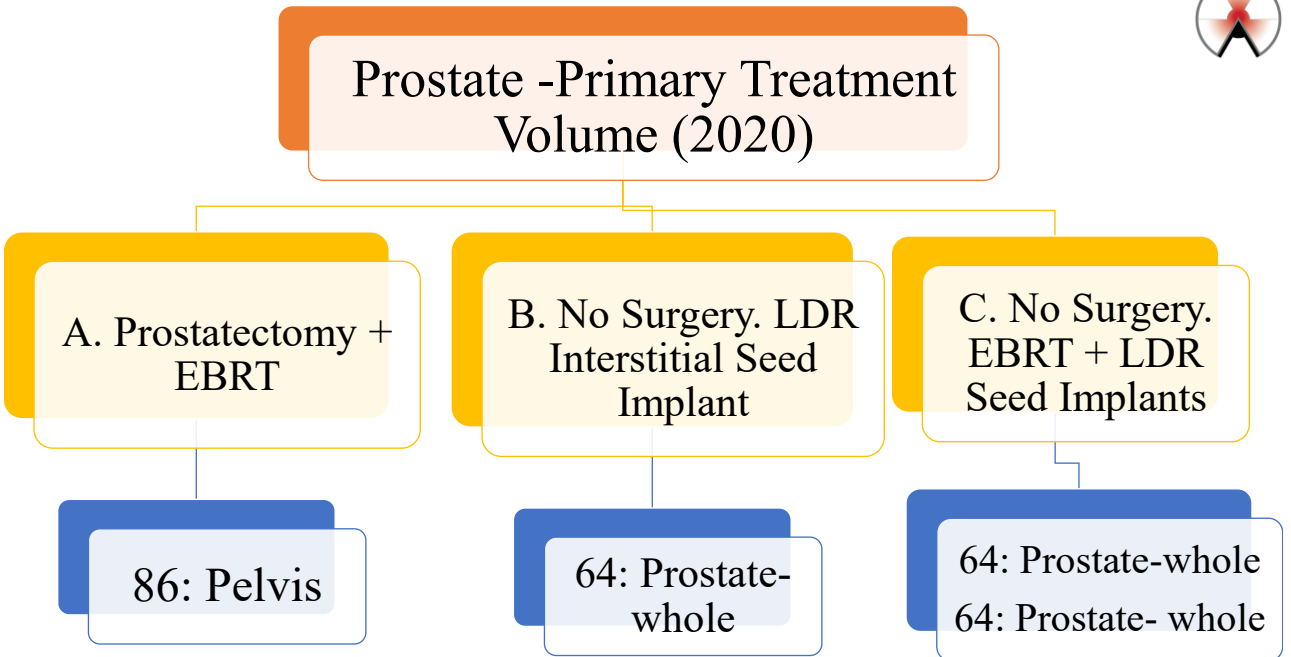 Prostate -Primary Treatment
Volume (2020)
A. Prostatectomy +
EBRT
B. No Surgery. LDR
Interstitial Seed
Implant
C. No Surgery.
EBRT + LDR
Seed Implants
86: Pelvis
64: Prostate-
whole
64: Prostate-whole
64: Prostate- whole